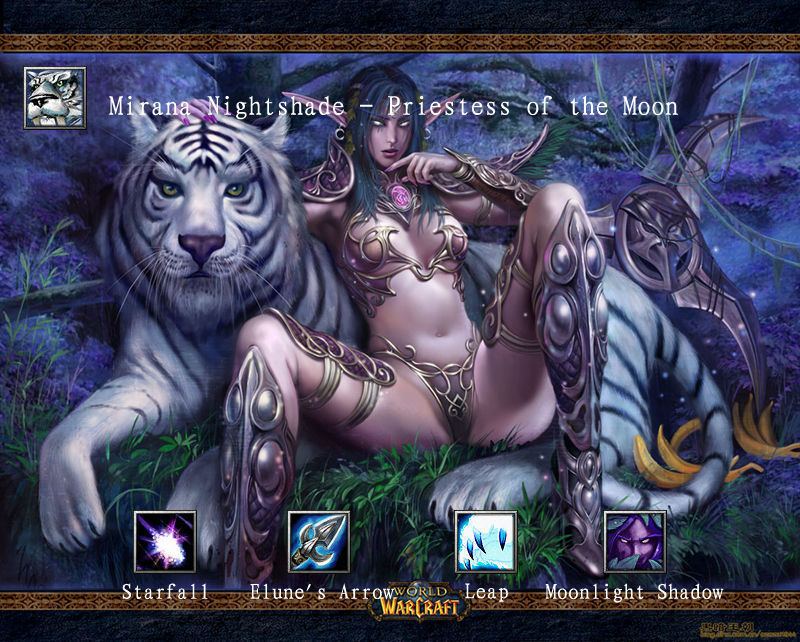 Mirana Nightshade - Priestess of the Moon
Starfall
Elune's Arrow
Leap
Moonlight Shadow
WORLD
WARCRAFT